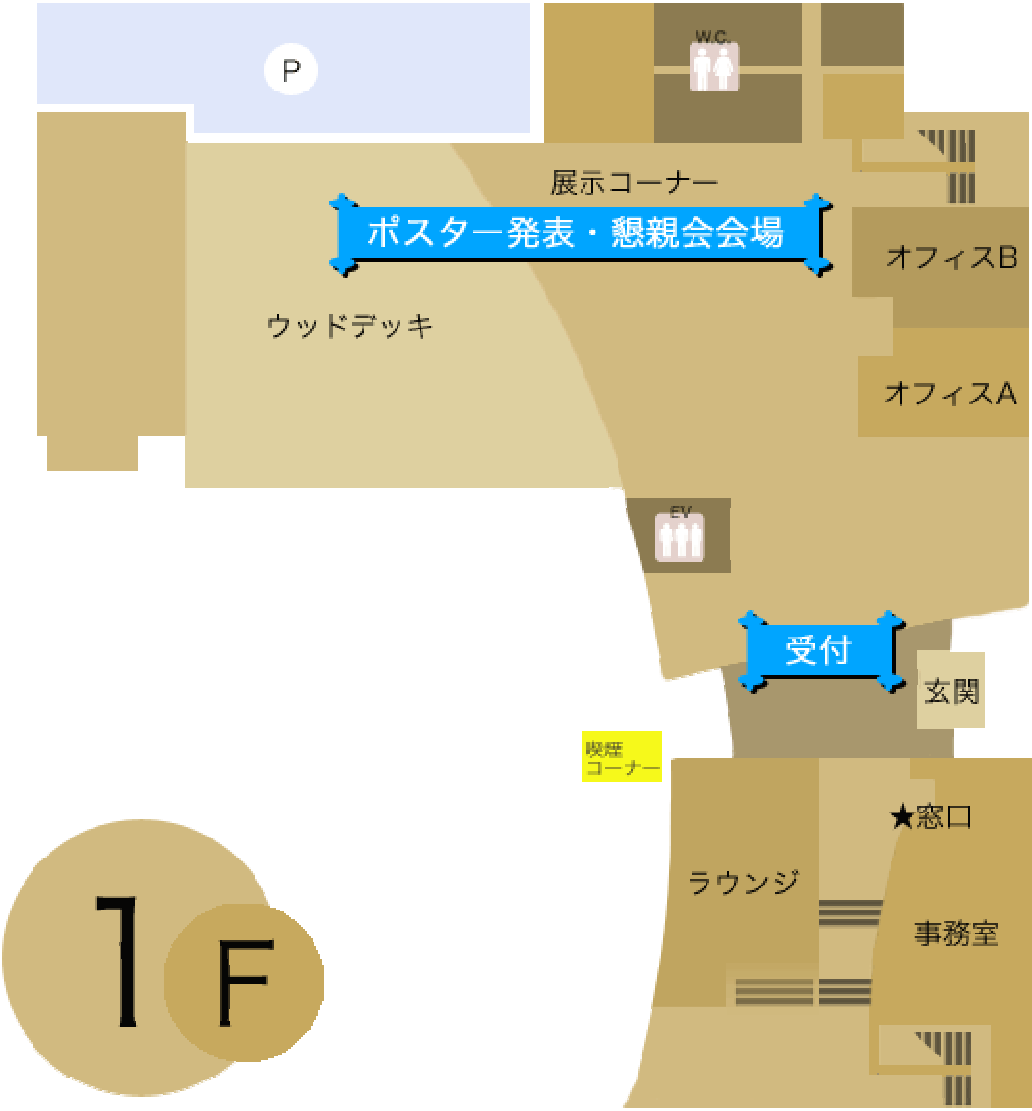 P
W.C.
展示コーナー
ポスター発表・懇親会会場
オフィスB
ウッドデッキ
オフィスA
EV
受付
玄関
喫煙
コーナー
★窓口
ラウンジ
事務室
1F